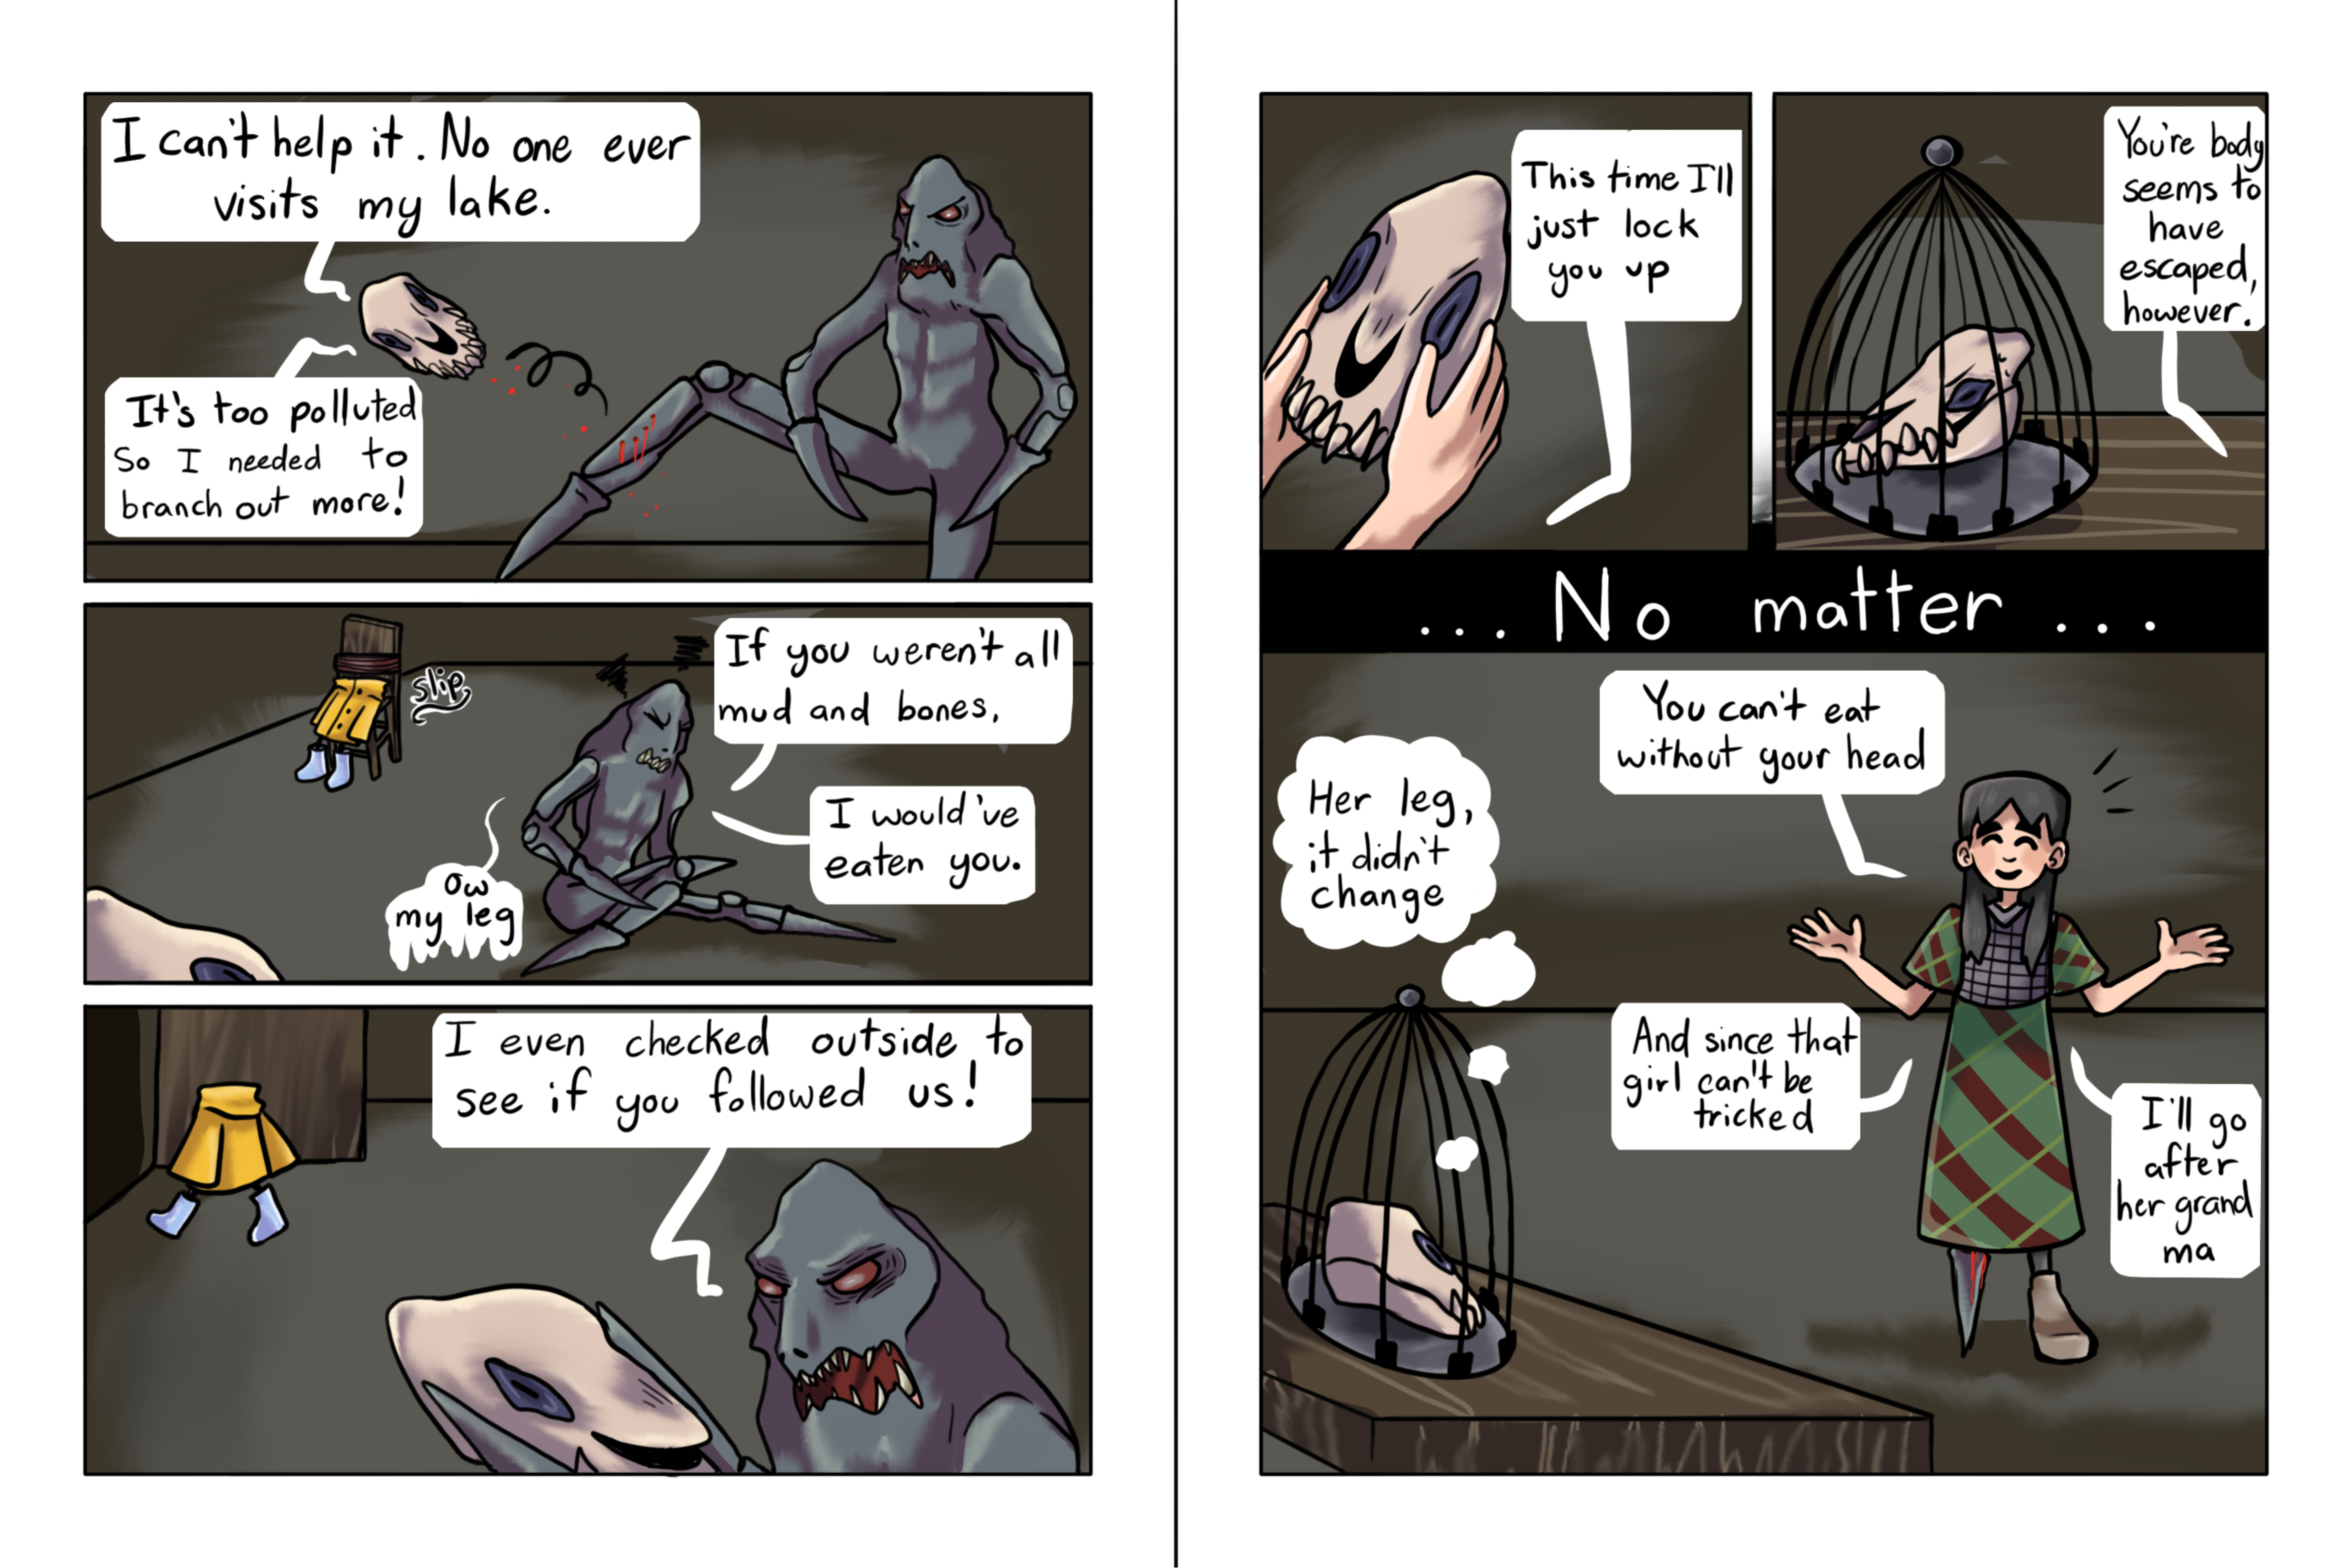 I can't help it. No one ever
visits my lake.
It's too polluted
So I needed to
branch out more!
slip
If you weren't all
mud and bones,
I would've
eaten you.
Ow
my leg
I even checked outside to
see if you followed us!
This time I'll
just lock
you up
You're body
seems to
have
escaped,
however.
... No matter ...
You can't eat
without your head
Her leg,
it didn't
change
And since that
girl can't be
tricked
I'll go
after
her grand
ma